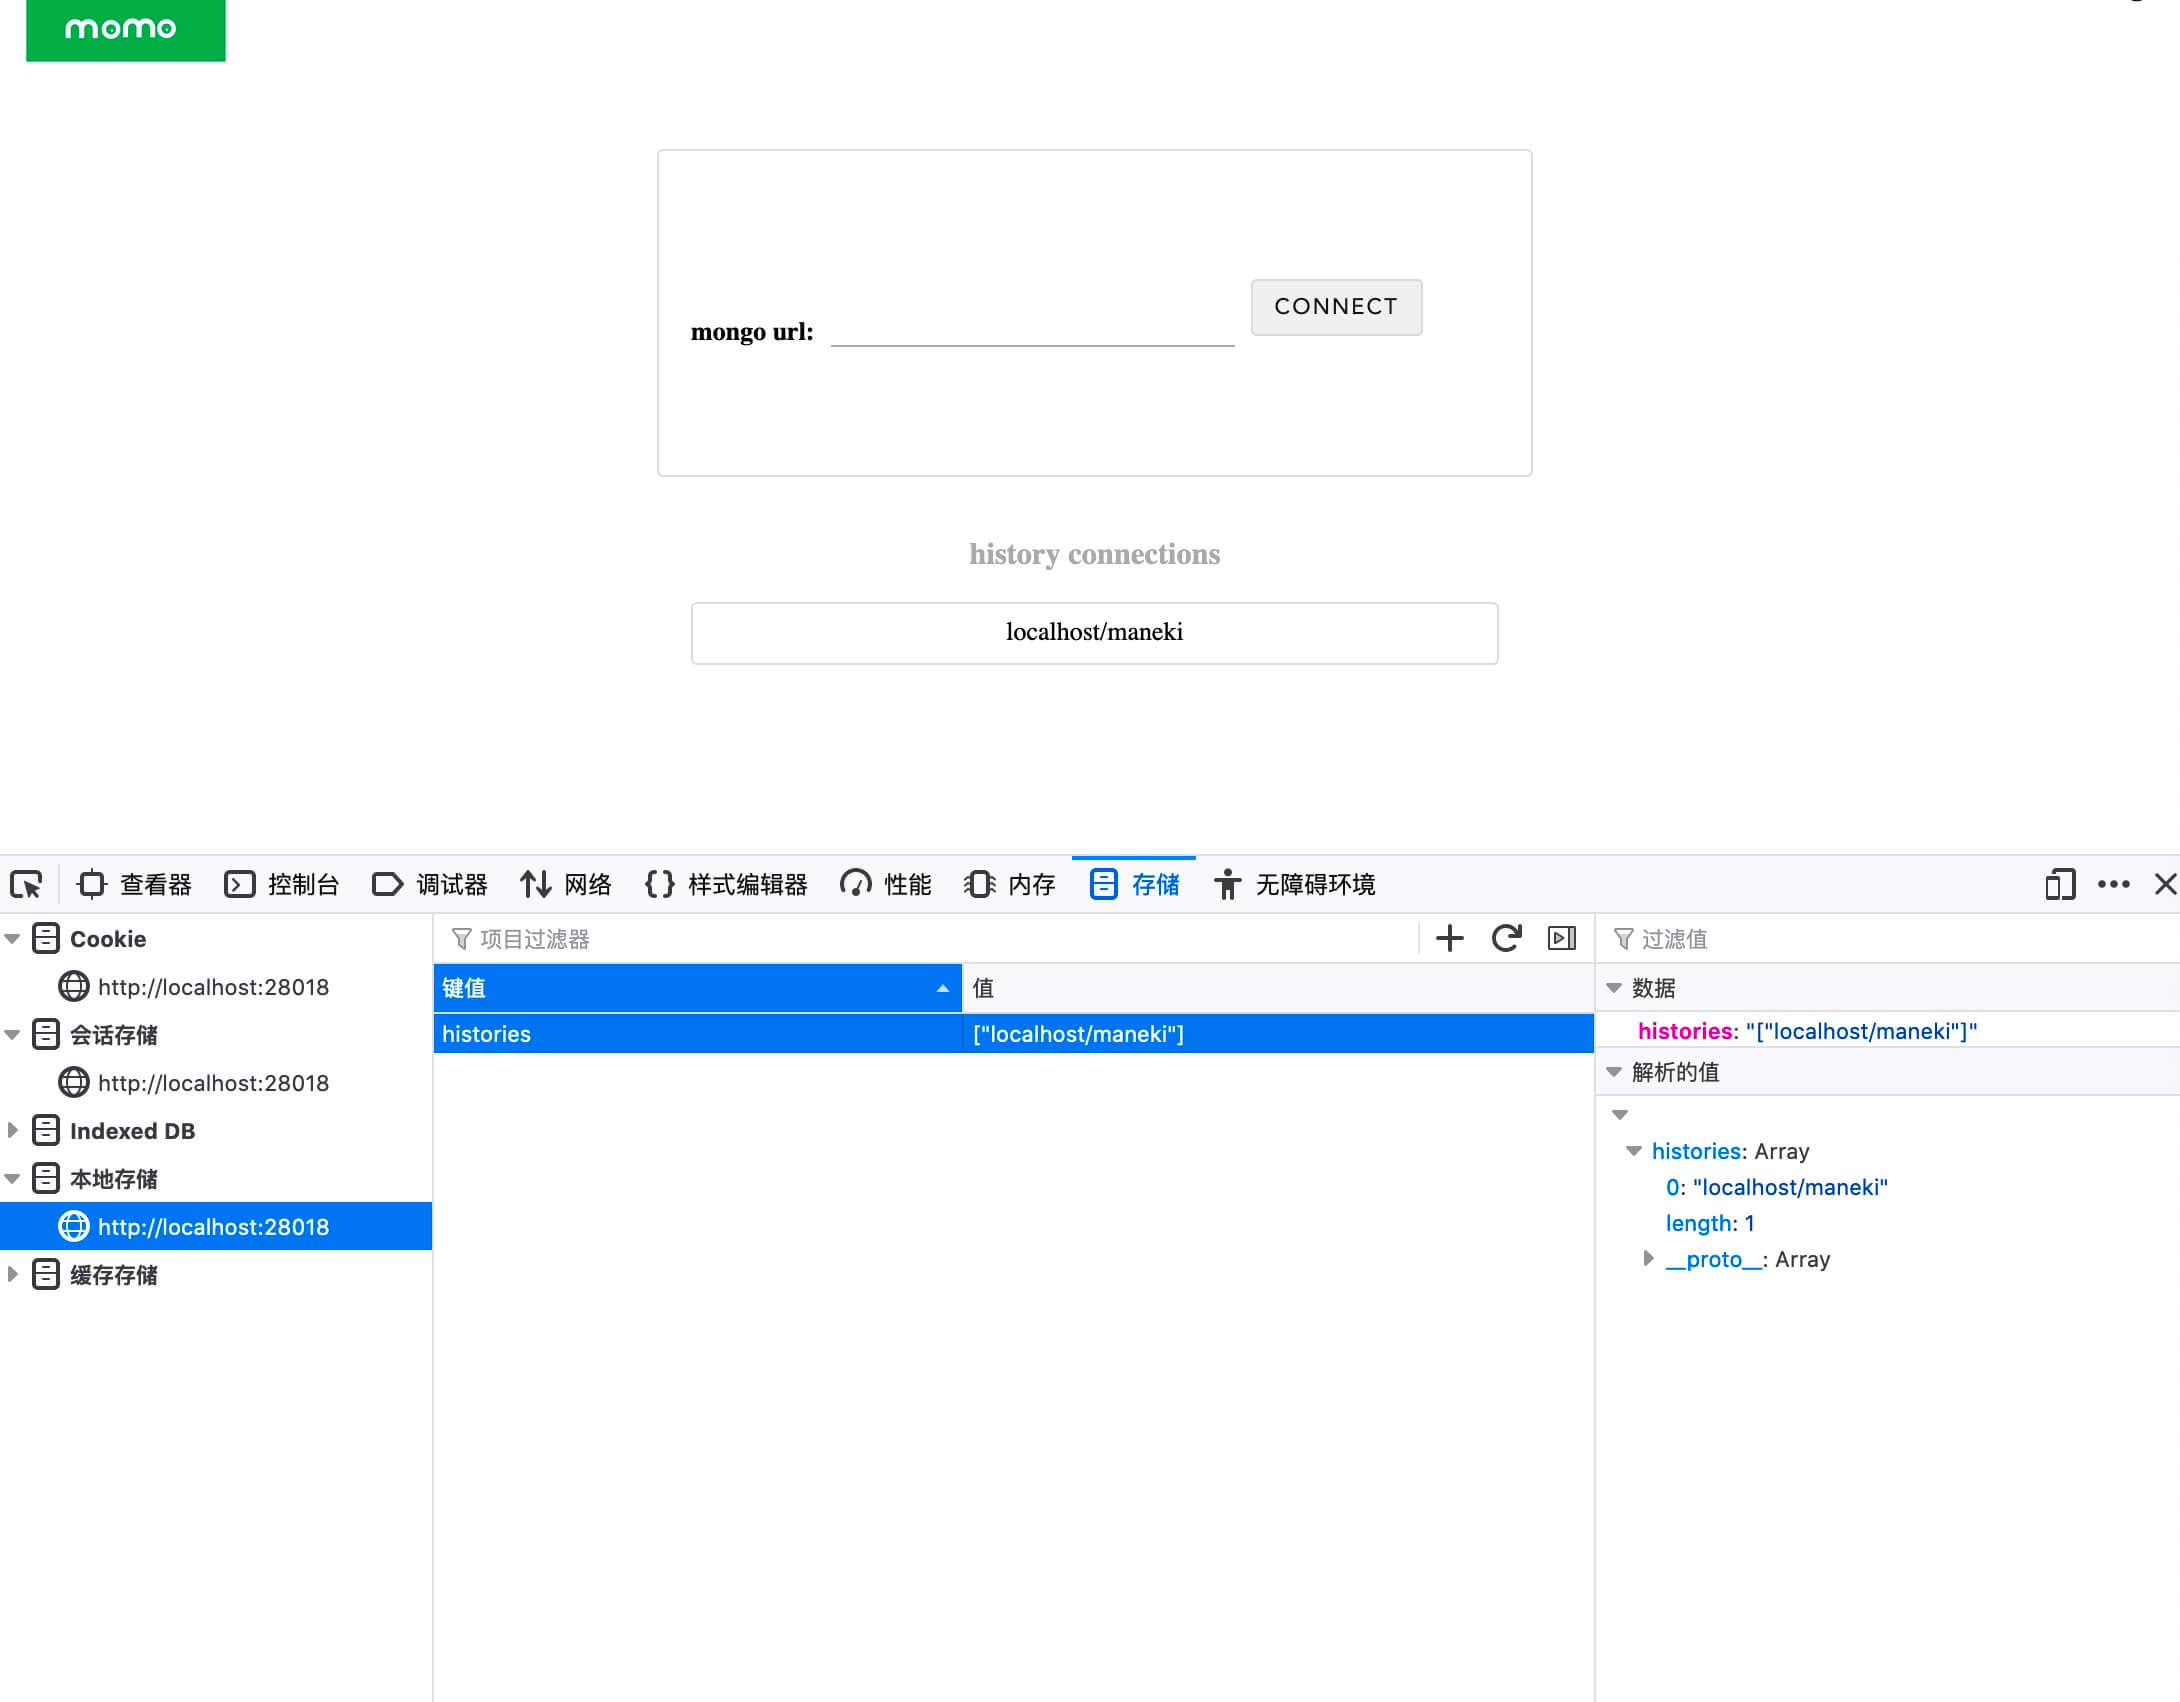 momo
mongo url:
CONNECT
history connections
localhost/maneki
查看器 控制台 调试器 网络 样式编辑器 性能 内存 存储 无障碍环境
Cookie
http://localhost:28018
会话存储
http://localhost:28018
Indexed DB
本地存储
http://localhost:28018
缓存存储
项目过滤器
键值 值
histories ["localhost/maneki"]
过滤值
数据
histories: "["localhost/maneki"]"
解析的值
histories: Array
0: "localhost/maneki"
length: 1
__proto__: Array